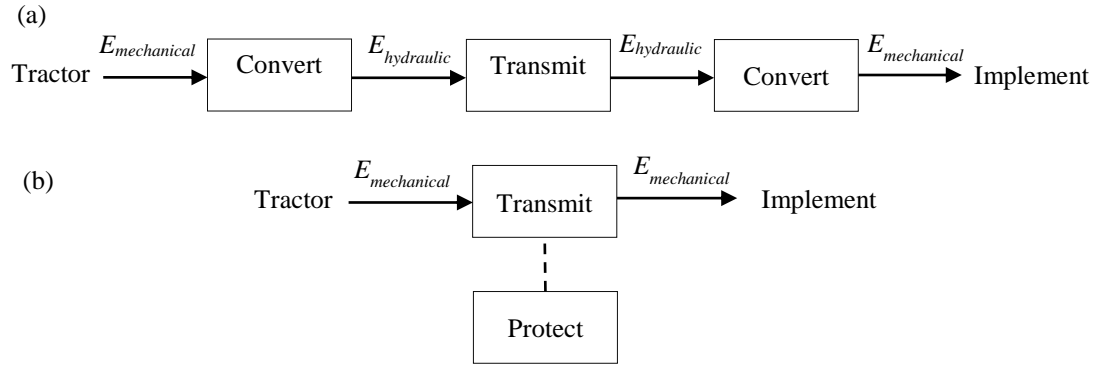 (a)
Tractor E_mechanical Convert E_hydraulic Transmit E_hydraulic Convert E_mechanical Implement
(b)
Tractor E_mechanical Transmit E_mechanical Implement
Protect